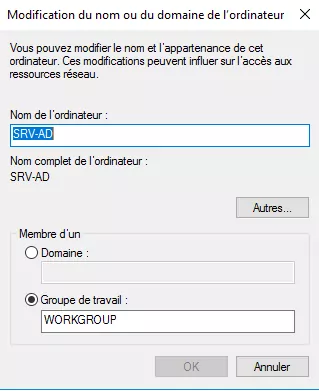 Modification du nom ou du domaine de l'ordinateur
Vous pouvez modifier le nom et l'appartenance de cet
ordinateur. Ces modifications peuvent influer sur l'accès aux
ressources réseau.
Nom de l'ordinateur :
SRV-AD
Nom complet de l'ordinateur :
SRV-AD
Autres...
Membre d'un
Domaine :
Groupe de travail :
WORKGROUP
OK
Annuler